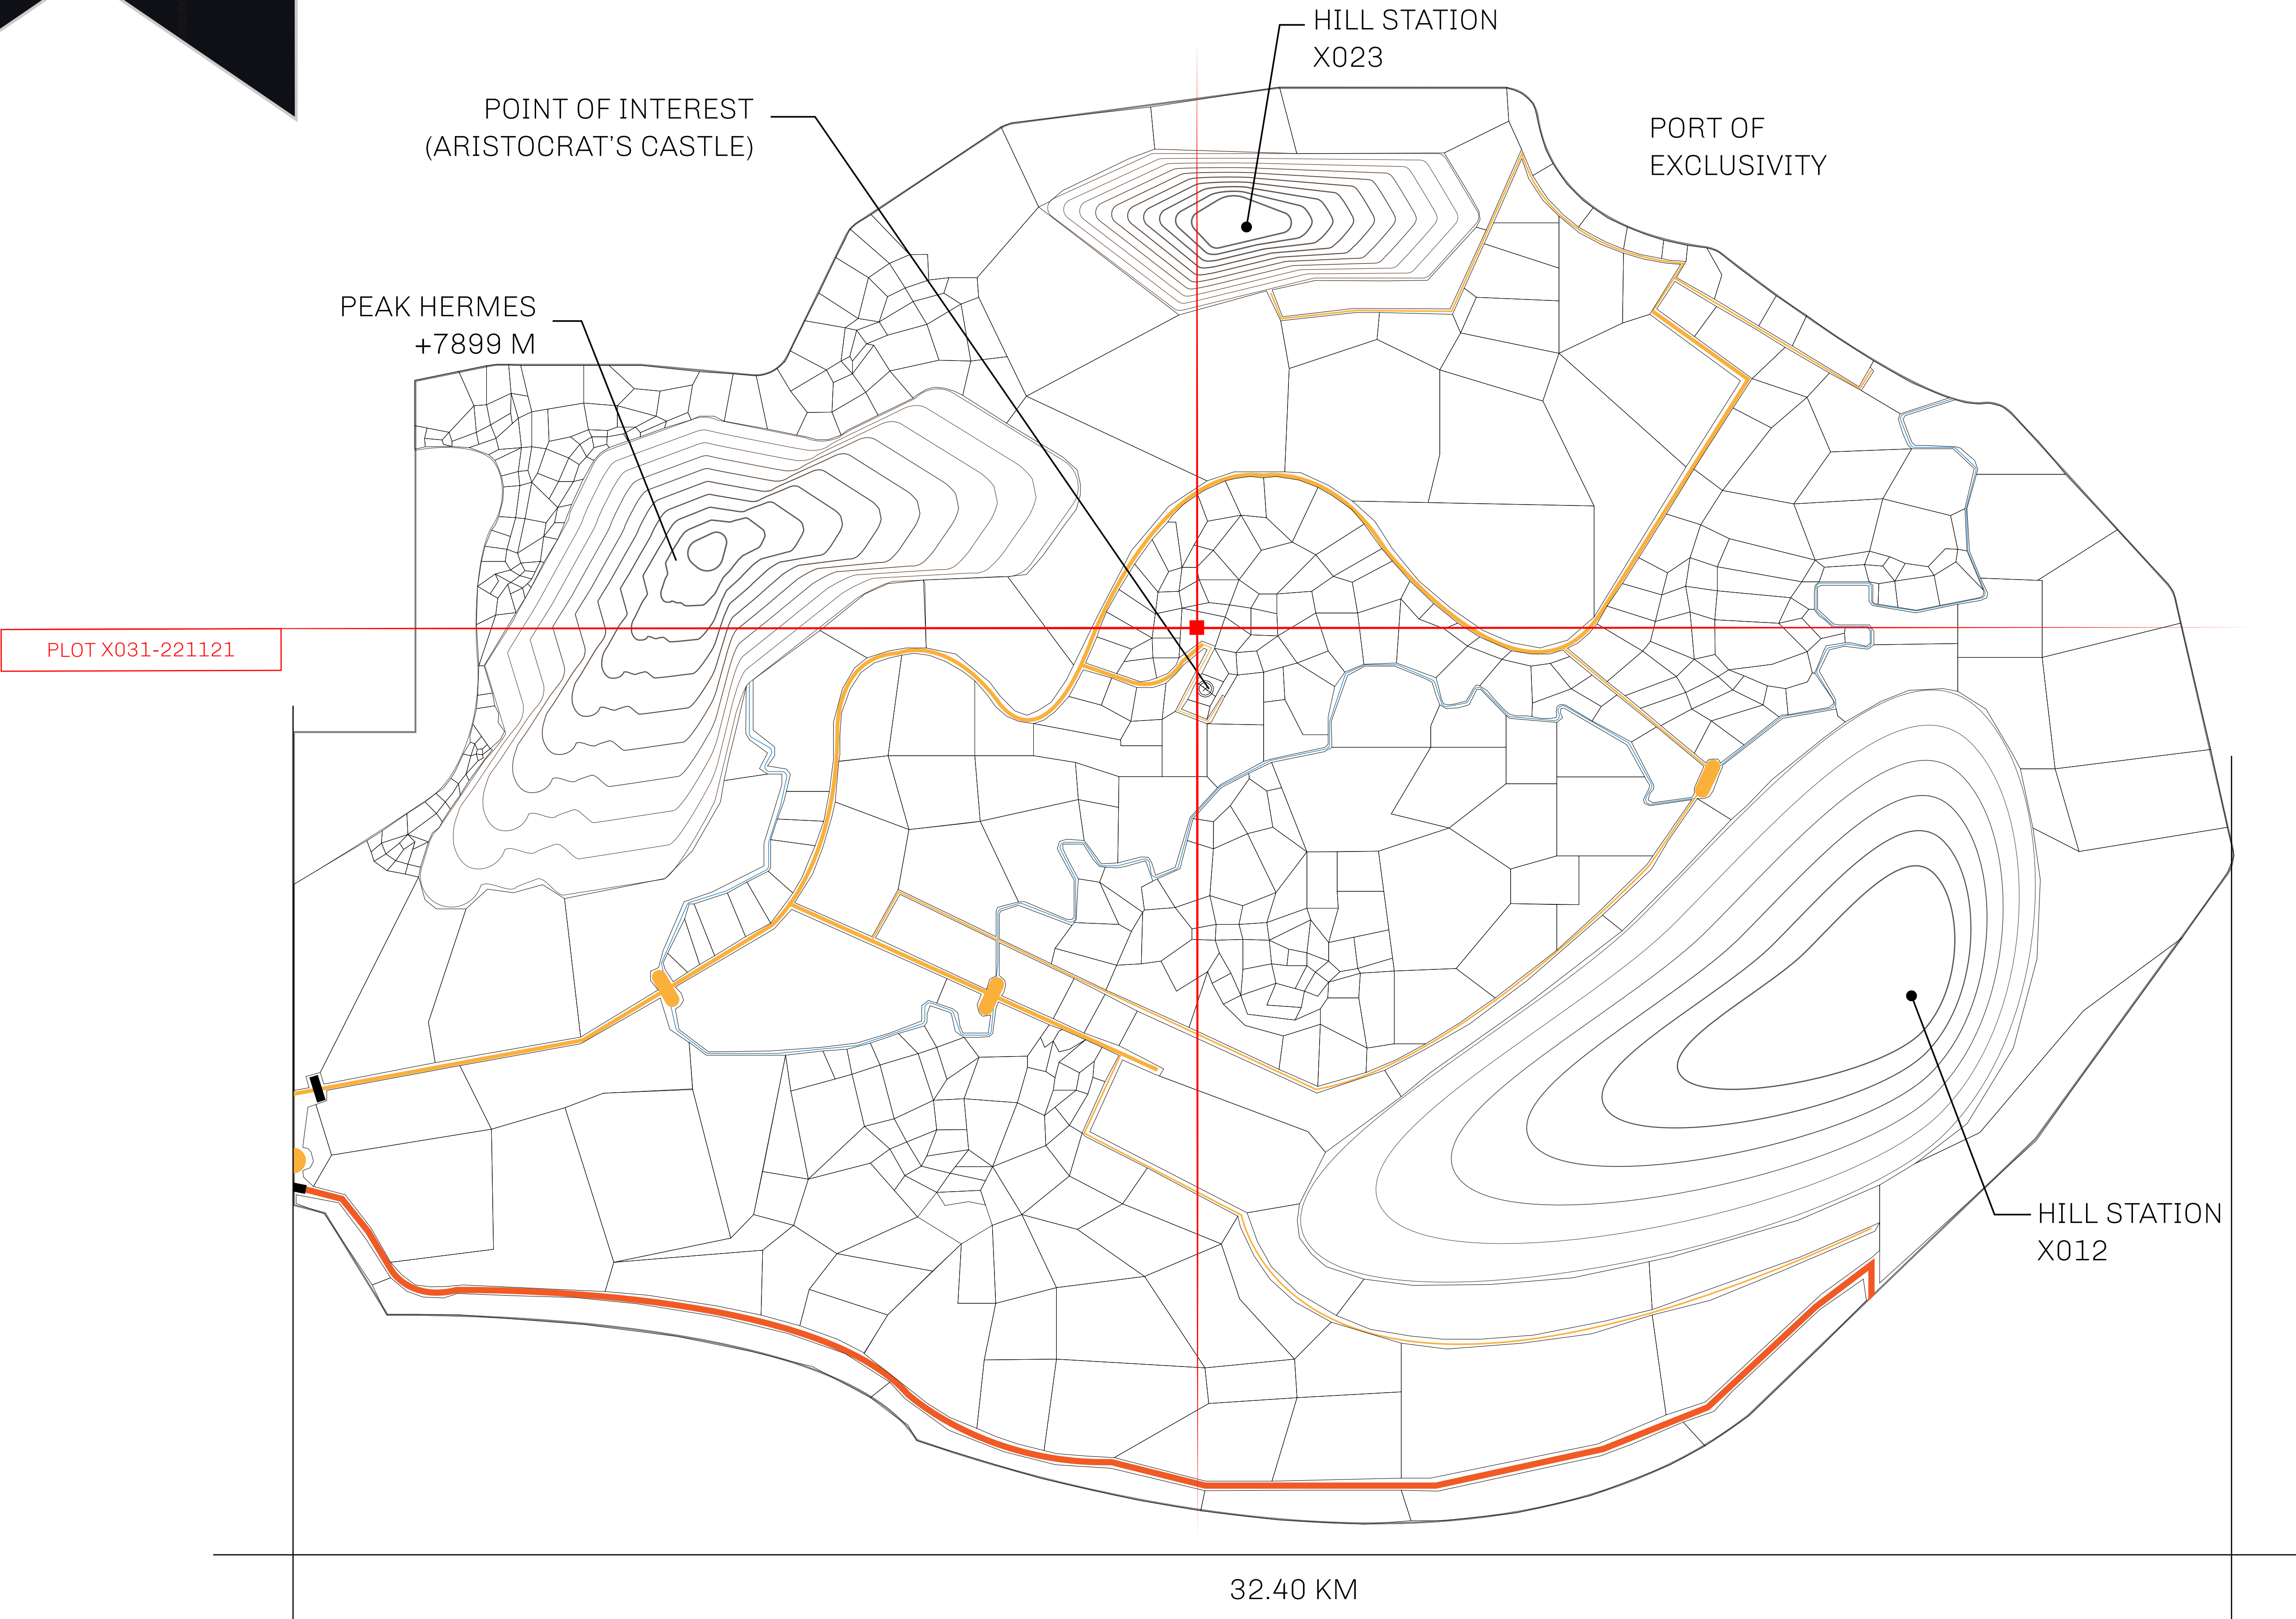 HILL STATION
X023
POINT OF INTEREST
(ARISTOCRAT'S CASTLE)
PORT OF
EXCLUSIVITY
PEAK HERMES
+7899 M
PLOT X031-221121
HILL STATION
X012
32.40 KM